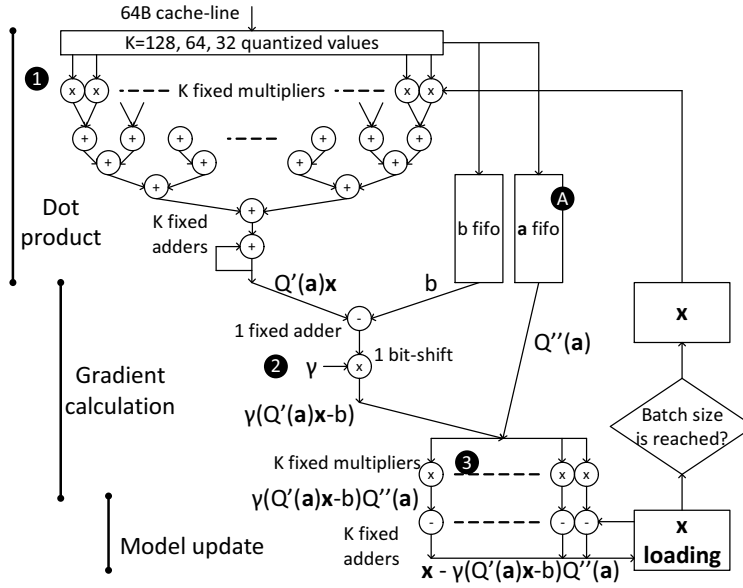 64B cache-line
K=128, 64, 32 quantized values
1
x
x
K fixed multipliers
x
x
+
+
+
+
+
+
+
+
+
+
+
+
+
K fixed
adders
+
Dot
product
b fifo
A
a fifo
Q'(a)x
b
-
1 fixed adder
Q''(a)
x
2
γ
x
1 bit-shift
Gradient
calculation
γ(Q'(a)x-b)
Batch size
is reached?
K fixed multipliers
3
x
x
x
γ(Q'(a)x-b)Q''(a)
-
-
-
K fixed
adders
x
loading
Model update
x - γ(Q'(a)x-b)Q''(a)